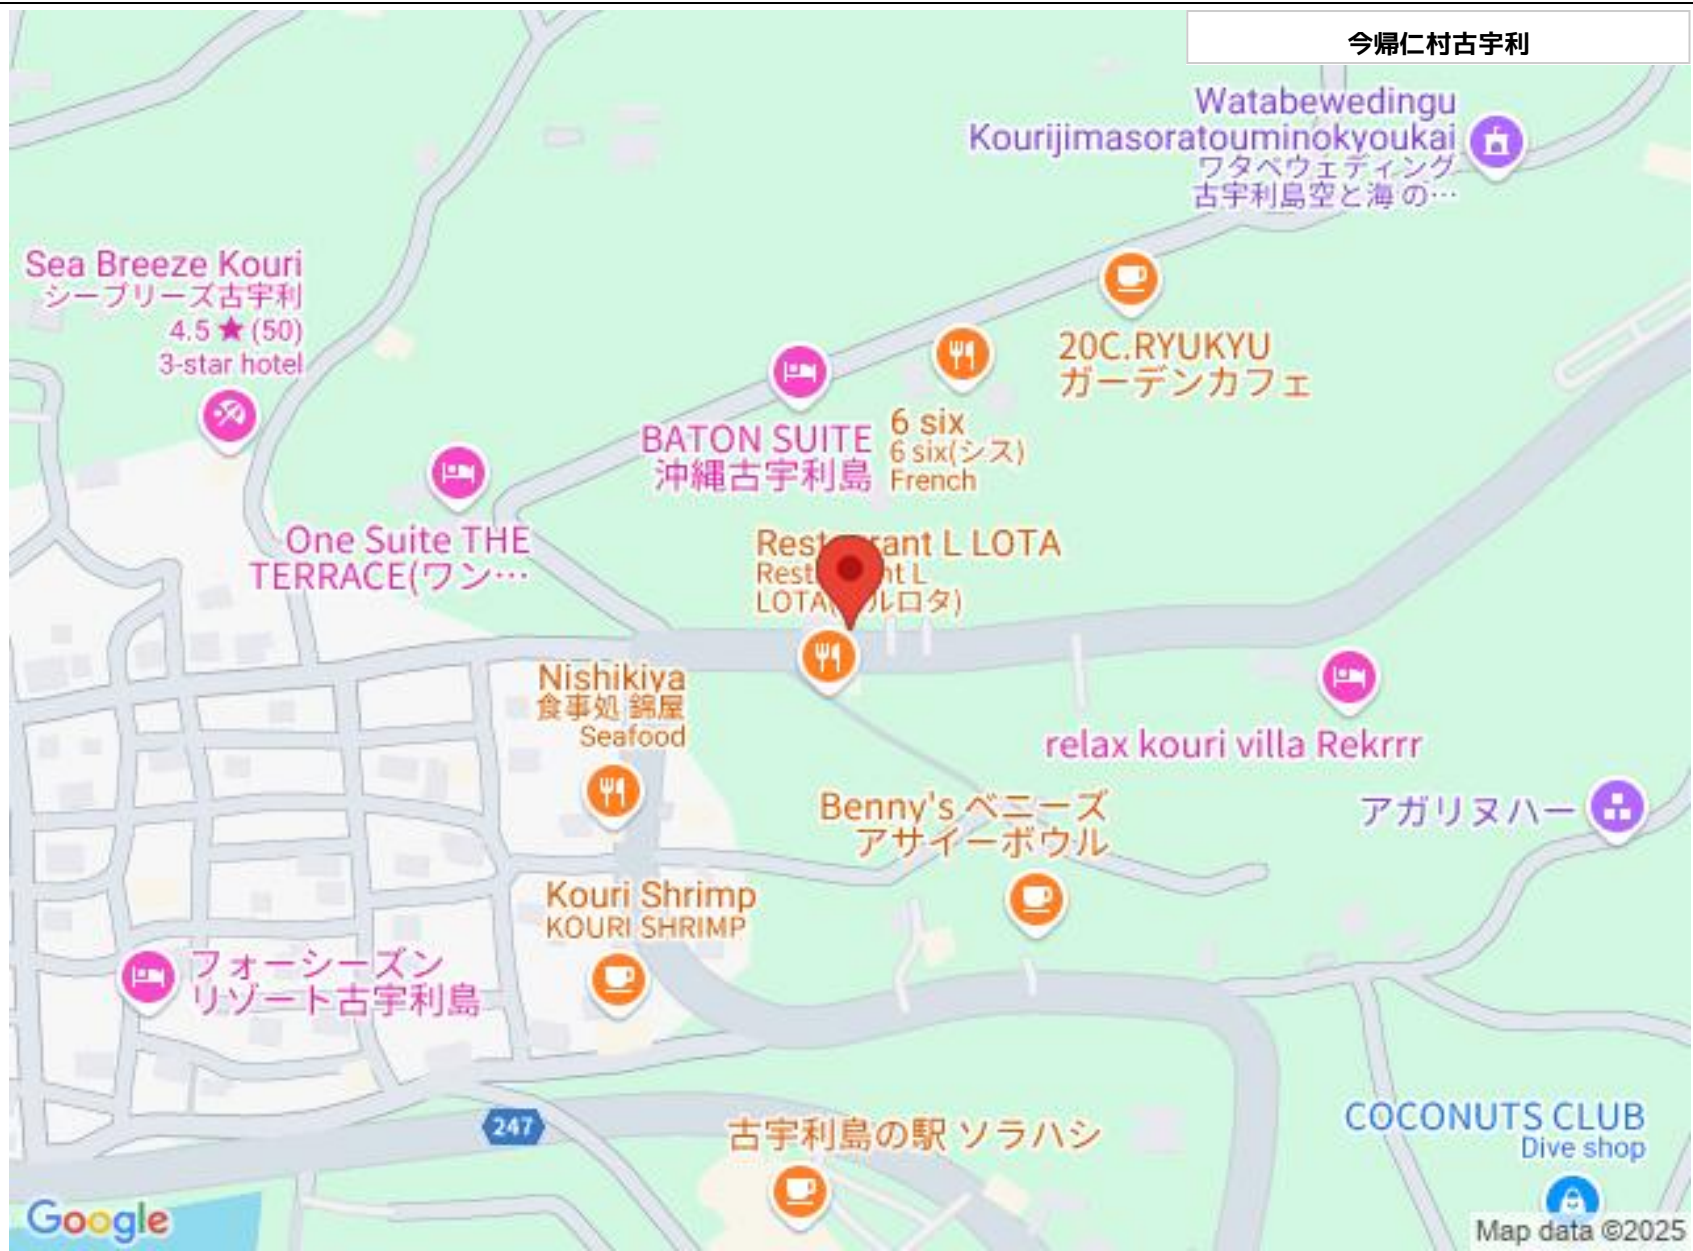 今帰仁村古宇利
Watabewedingu
Kourijimasoratouminokyoukai
ワタベウェディング
古宇利島空と海 の…
Sea Breeze Kouri
シーブリーズ古宇利
4.5 ★ (50)
3-star hotel
20C.RYUKYU
ガーデンカフェ
BATON SUITE
沖縄古宇利島
6 six
6 six(シス)
French
One Suite THE
TERRACE(ワン…
Restaurant L LOTA
L
LOTA
ルロタ)
Nishikiya
食事処 錦屋
Seafood
relax kouri villa Rekrrr
Benny's ベニーズ
アサイーボウル
アガリヌハー
Kouri Shrimp
KOURI SHRIMP
フォーシーズン
リゾート古宇利島
247
古宇利島の駅 ソラハシ
COCONUTS CLUB
Dive shop
Google
Map data ©2025